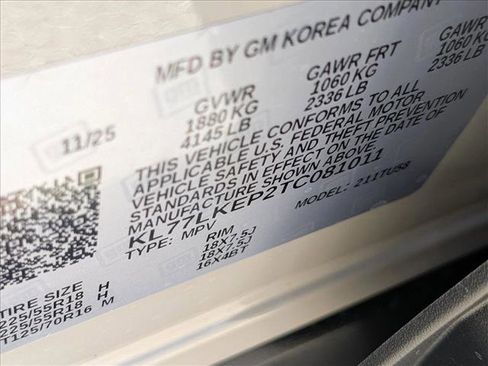 MFD BY GM KOREA COMPANY
11/25
GVWR
1880 KG
4145 LB
GAWR FRT
1060 KG
2336 LB
GAWR
1060 KG
2336 LB
THIS VEHICLE CONFORMS TO ALL
APPLICABLE U.S. FEDERAL MOTOR
VEHICLE SAFETY AND THEFT PREVENTION
STANDARDS IN EFFECT ON THE DATE OF
MANUFACTURE SHOWN ABOVE.
KL77LKEP2TC081011
TYPE: MPV
MODEL: 211TU58
TIRE SIZE
225/55R18 H
225/55R18 H
T125/70R16 M
RIM
18X7.5J
18X7.5J
16X4BT